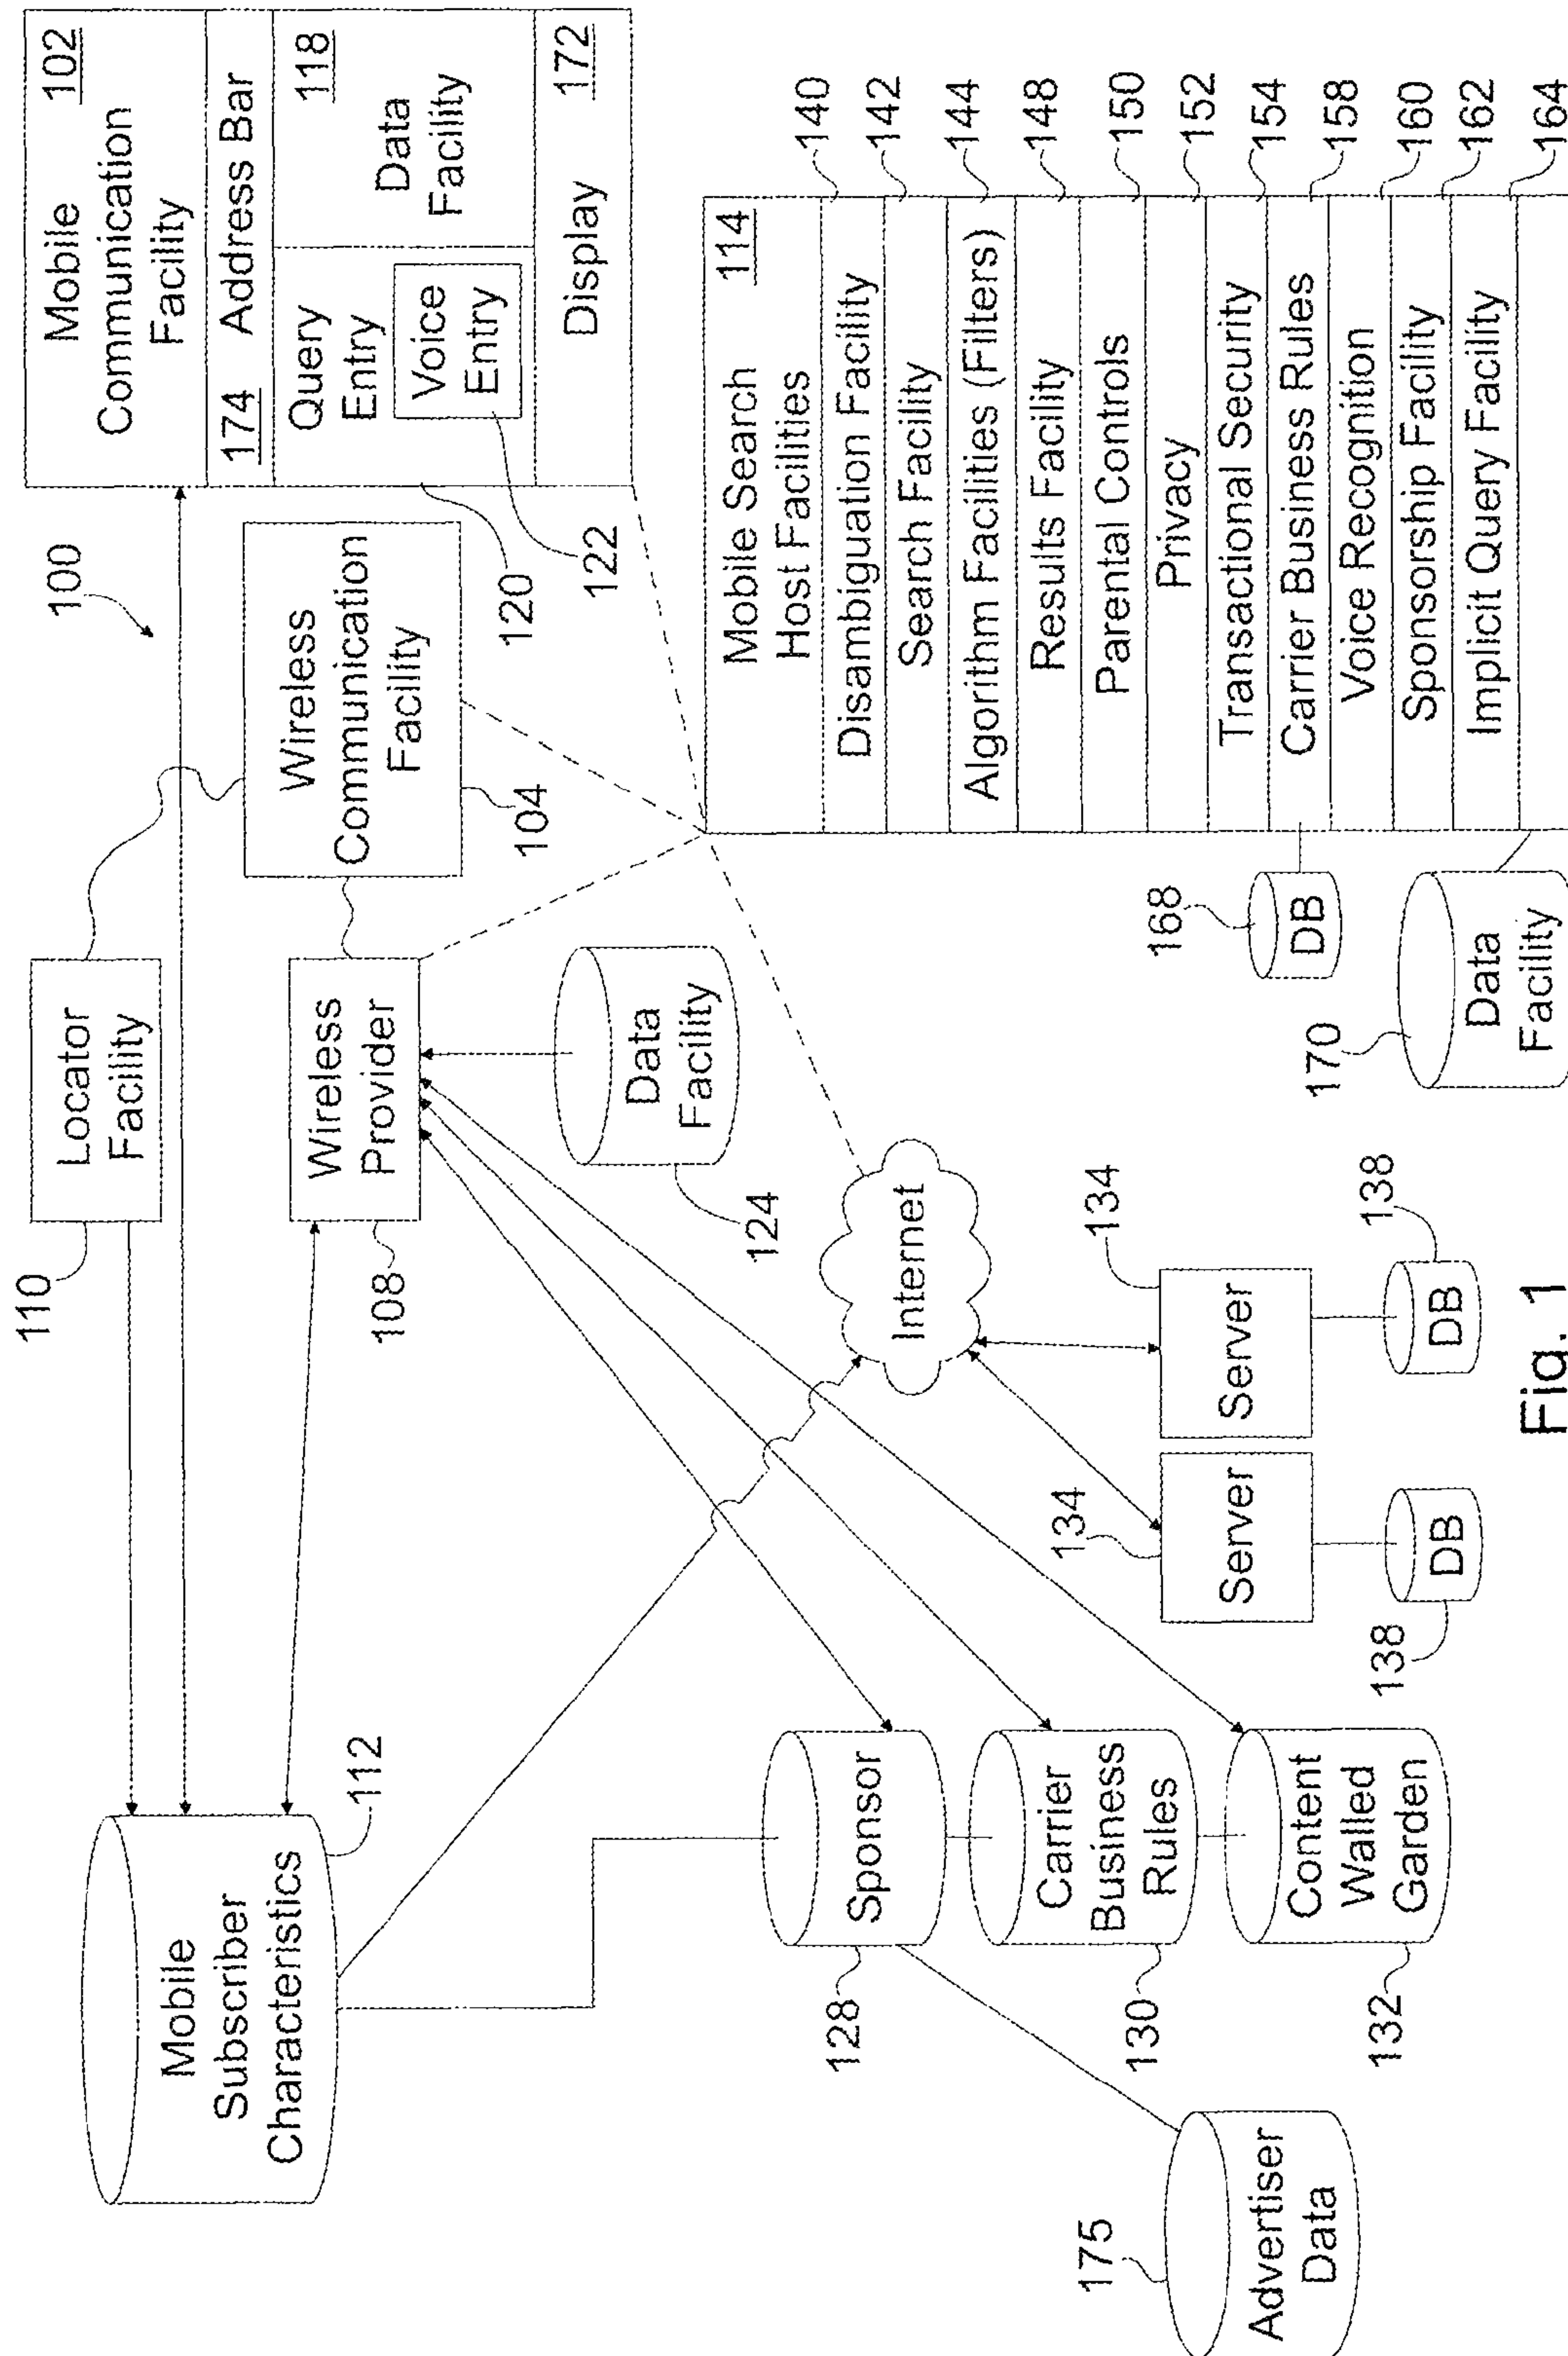 100
Mobile
Communication
Facility
102
174
Address Bar
Query
Entry
Voice
Entry
118
Data
Facility
Display
172
120
122
Wireless
Communication
Facility
104
Locator
Facility
110
Wireless
Provider
108
Data
Facility
124
Mobile
Subscriber
Characteristics
112
Mobile Search
Host Facilities
114
Disambiguation Facility
140
Search Facility
142
Algorithm Facilities (Filters)
144
Results Facility
148
Parental Controls
150
Privacy
152
Transactional Security
154
Carrier Business Rules
158
Voice Recognition
160
Sponsorship Facility
162
Implicit Query Facility
164
168
DB
170
Data
Facility
Internet
134
Server
134
Server
138
DB
138
DB
Sponsor
128
Carrier
Business
Rules
130
Content
Walled
Garden
132
175
Advertiser
Data
Fig. 1